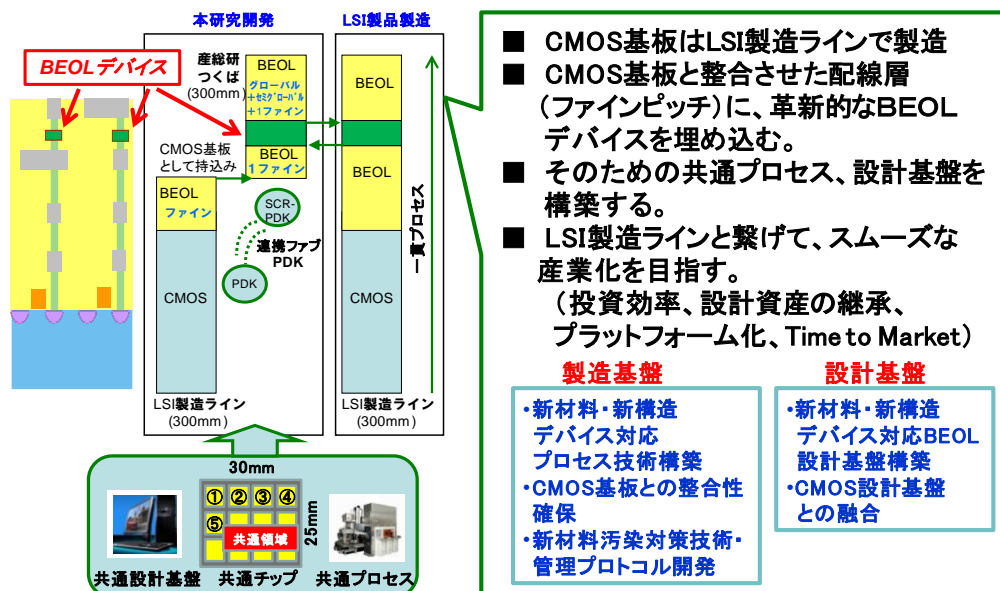 本研究開発
LSI製品製造
BEOLデバイス
産総研
つくば
(300mm)
BEOL
グローバル
+セミグローバル
+1ファイン
BEOL
1ファイン
CMOS基板
として持込み
BEOL
ファイン
SCR-
PDK
連携ファブ
PDK
PDK
CMOS
LSI製造ライン
(300mm)
BEOL
BEOL
CMOS
一貫プロセス
LSI製造ライン
(300mm)
30mm
①②③④
⑤
共通領域
25mm
共通設計基盤
共通チップ
共通プロセス
■ CMOS基板はLSI製造ラインで製造
■ CMOS基板と整合させた配線層
(ファインピッチ)に、革新的なBEOL
デバイスを埋め込む。
■ そのための共通プロセス、設計基盤を
構築する。
■ LSI製造ラインと繋げて、スムーズな
産業化を目指す。
(投資効率、設計資産の継承、
プラットフォーム化、Time to Market)
製造基盤
・新材料・新構造
デバイス対応
プロセス技術構築
・CMOS基板との整合性
確保
・新材料汚染対策技術・
管理プロトコル開発
設計基盤
・新材料・新構造
デバイス対応BEOL
設計基盤構築
・CMOS設計基盤
との融合